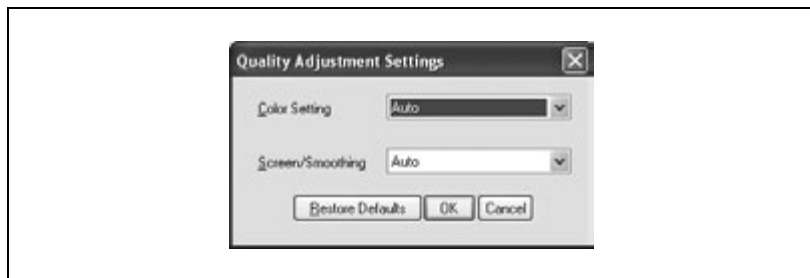 Quality Adjustment Settings
Color Setting Auto
Screen/Smoothing Auto
Restore Defaults OK Cancel